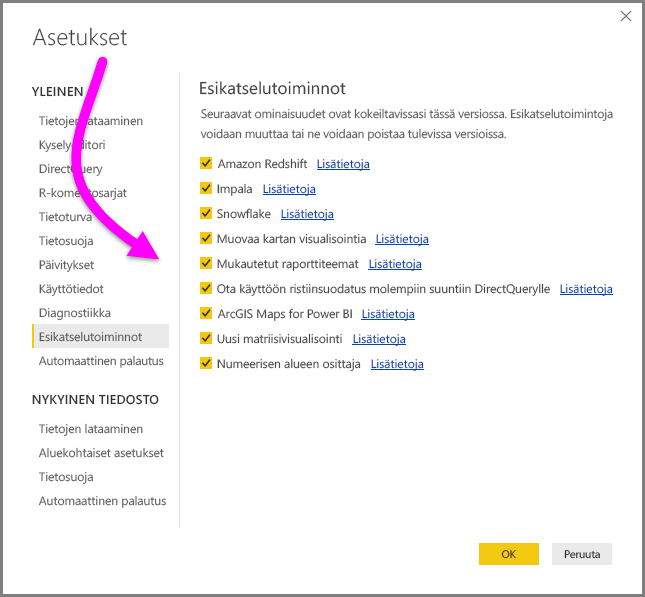 Asetukset
YLEINEN
Tietojen lataaminen
Kyselyeditori
DirectQuery
R-komentosarjat
Tietoturva
Tietosuoja
Päivitykset
Käyttötiedot
Diagnostiikka
Esikatselutoiminnot
Automaattinen palautus
NYKYINEN TIEDOSTO
Tietojen lataaminen
Aluekohtaiset asetukset
Tietosuoja
Automaattinen palautus
Esikatselutoiminnot
Seuraavat ominaisuudet ovat kokeiltavissasi tässä versiossa. Esikatselutoimintoja
voidaan muuttaa tai ne voidaan poistaa tulevissa versioissa.
Amazon Redshift Lisätietoja
Impala Lisätietoja
Snowflake Lisätietoja
Muovaa kartan visualisointia Lisätietoja
Mukautetut raporttiteemat Lisätietoja
Ota käyttöön ristiinsuodatus molempiin suuntiin DirectQuerylle Lisätietoja
ArcGIS Maps for Power BI Lisätietoja
Uusi matriisivisualisointi Lisätietoja
Numeerisen alueen osittaja Lisätietoja
OK
Peruuta